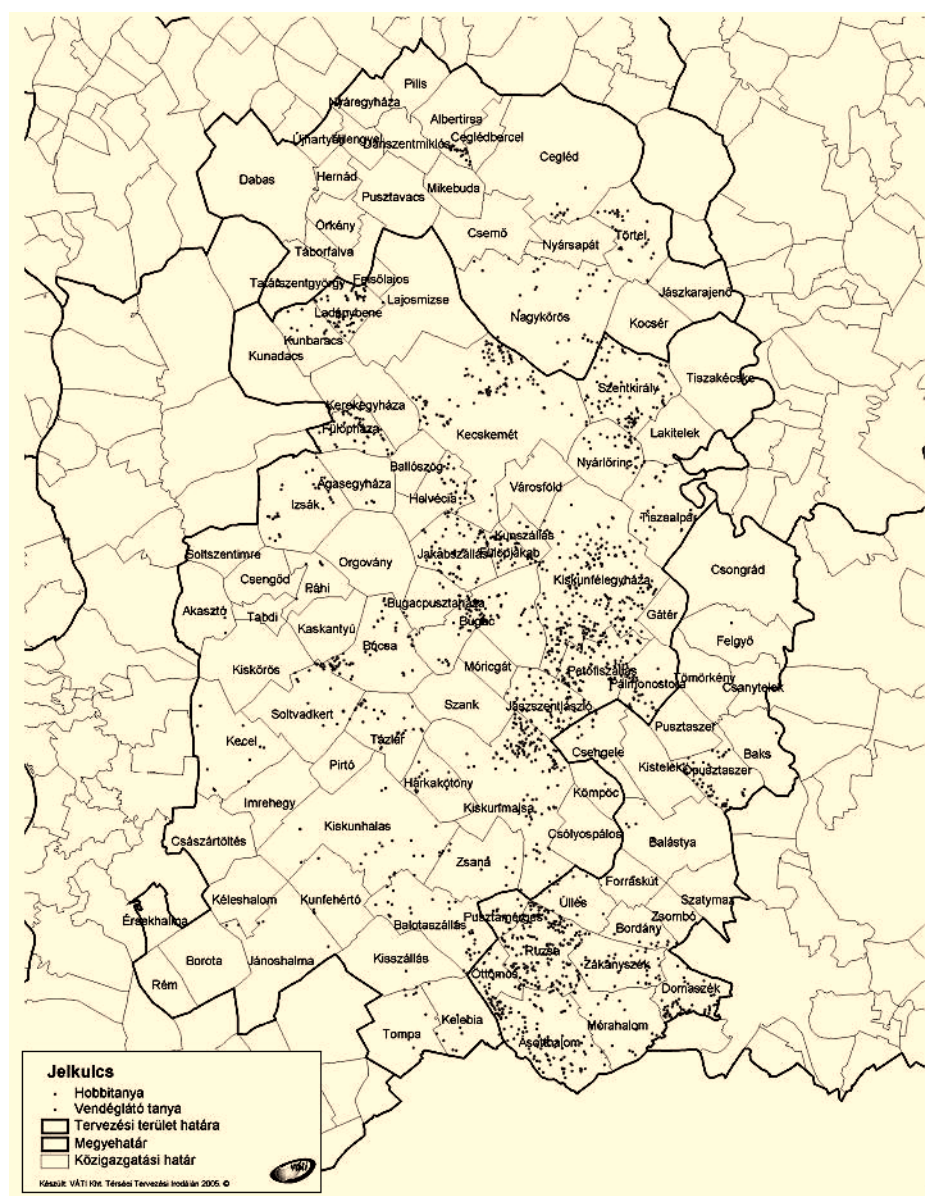 Pilis
Nyáregyháza
Albertirsa
Ceglédbercel
Újhartyán
Dánszentmiklós
Cegléd
Dabas
Hernád
Mikebuda
Pusztavacs
Örkény
Csemő
Törtel
Nyársapát
Táborfalva
Tatárszentgyörgy
Felsőlajos
Lajosmizse
Jászkarajenő
Ladánybene
Nagykőrös
Kocsér
Kunbaracs
Kunadacs
Tiszakécske
Szentkirály
Kerekegyháza
Fülöpháza
Kecskemét
Lakitelek
Nyárlőrinc
Ballószög
Ágasegyháza
Városföld
Helvécia
Izsák
Tiszaalpár
Kunszállás
Jakabszállás
Fülöpjakab
Soltszentimre
Orgovány
Csongrád
Csengőd
Kiskunfélegyháza
Páhi
Bugacpusztaháza
Akasztó
Tabdi
Bugac
Gátér
Kaskantyú
Felgyő
Bócsa
Kiskőrös
Móricgát
Petőfiszállás
Tömörkény
Pálmonostora
Csanytelek
Szank
Jászszentlászló
Soltvadkert
Pusztaszer
Kecel
Tázlár
Csengele
Baks
Pirtó
Kistelek
Ópusztaszer
Harkakötöny
Kömpöc
Imrehegy
Kiskunmajsa
Kiskunhalas
Csólyospálos
Császártöltés
Balástya
Zsana
Forráskút
Kéleshalom
Kunfehértó
Üllés
Szatymaz
Pusztamérges
Zsombó
Érsekhalma
Balotaszállás
Bordány
Ruzsa
Borota
Jánoshalma
Kisszállás
Zákányszék
Öttömös
Rém
Domaszék
Kelebia
Mórahalom
Tompa
Ásotthalom
Jelkulcs
Hobbitanya
Vendéglátó tanya
Tervezési terület határa
Megyehatár
Közigazgatási határ
VÁTI
Készült: VÁTI Kht. Térségi Tervezési Irodáján 2005. ©